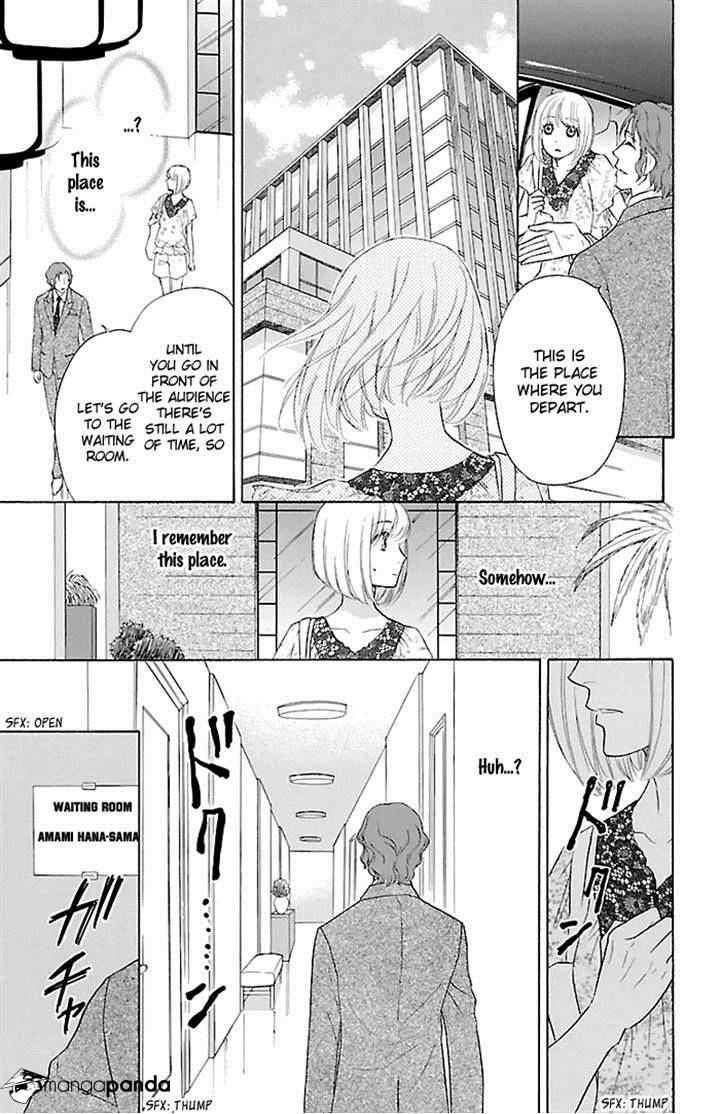 THIS IS
THE PLACE
WHERE YOU
DEPART.
...?
This
place
is...
UNTIL
YOU GO IN
FRONT OF
THE AUDIENCE
THERE'S
STILL A LOT
OF TIME, SO
LET'S GO
TO THE
WAITING
ROOM.
Somehow...
I remember
this place.
ドクン
SFX: THUMP
Huh...?
ドクン
SFX: THUMP
SFX: OPEN
WAITING ROOM
AMAMI HANA-SAMA
ガチャ
mangapanda